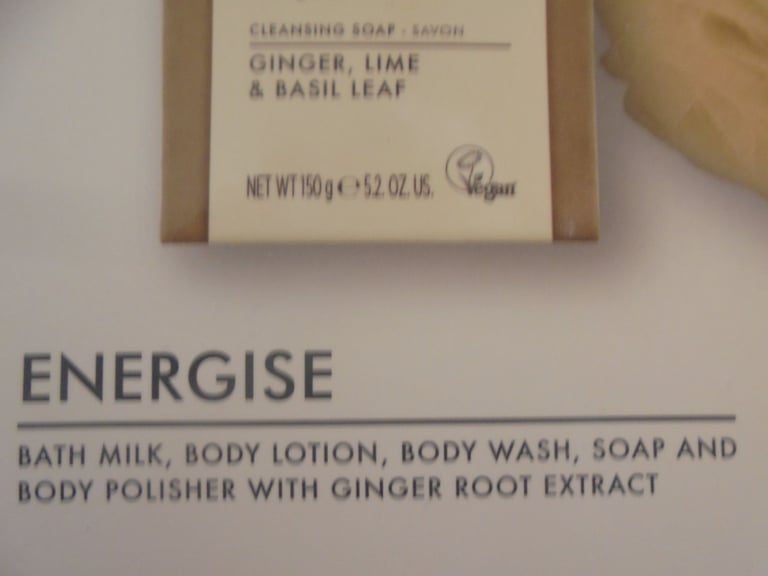 CLEANSING SOAP - SAVON
GINGER, LIME
& BASIL LEAF
NET WT 150 g ℮ 5.2. OZ. US.
Vegan
ENERGISE
BATH MILK, BODY LOTION, BODY WASH, SOAP AND
BODY POLISHER WITH GINGER ROOT EXTRACT